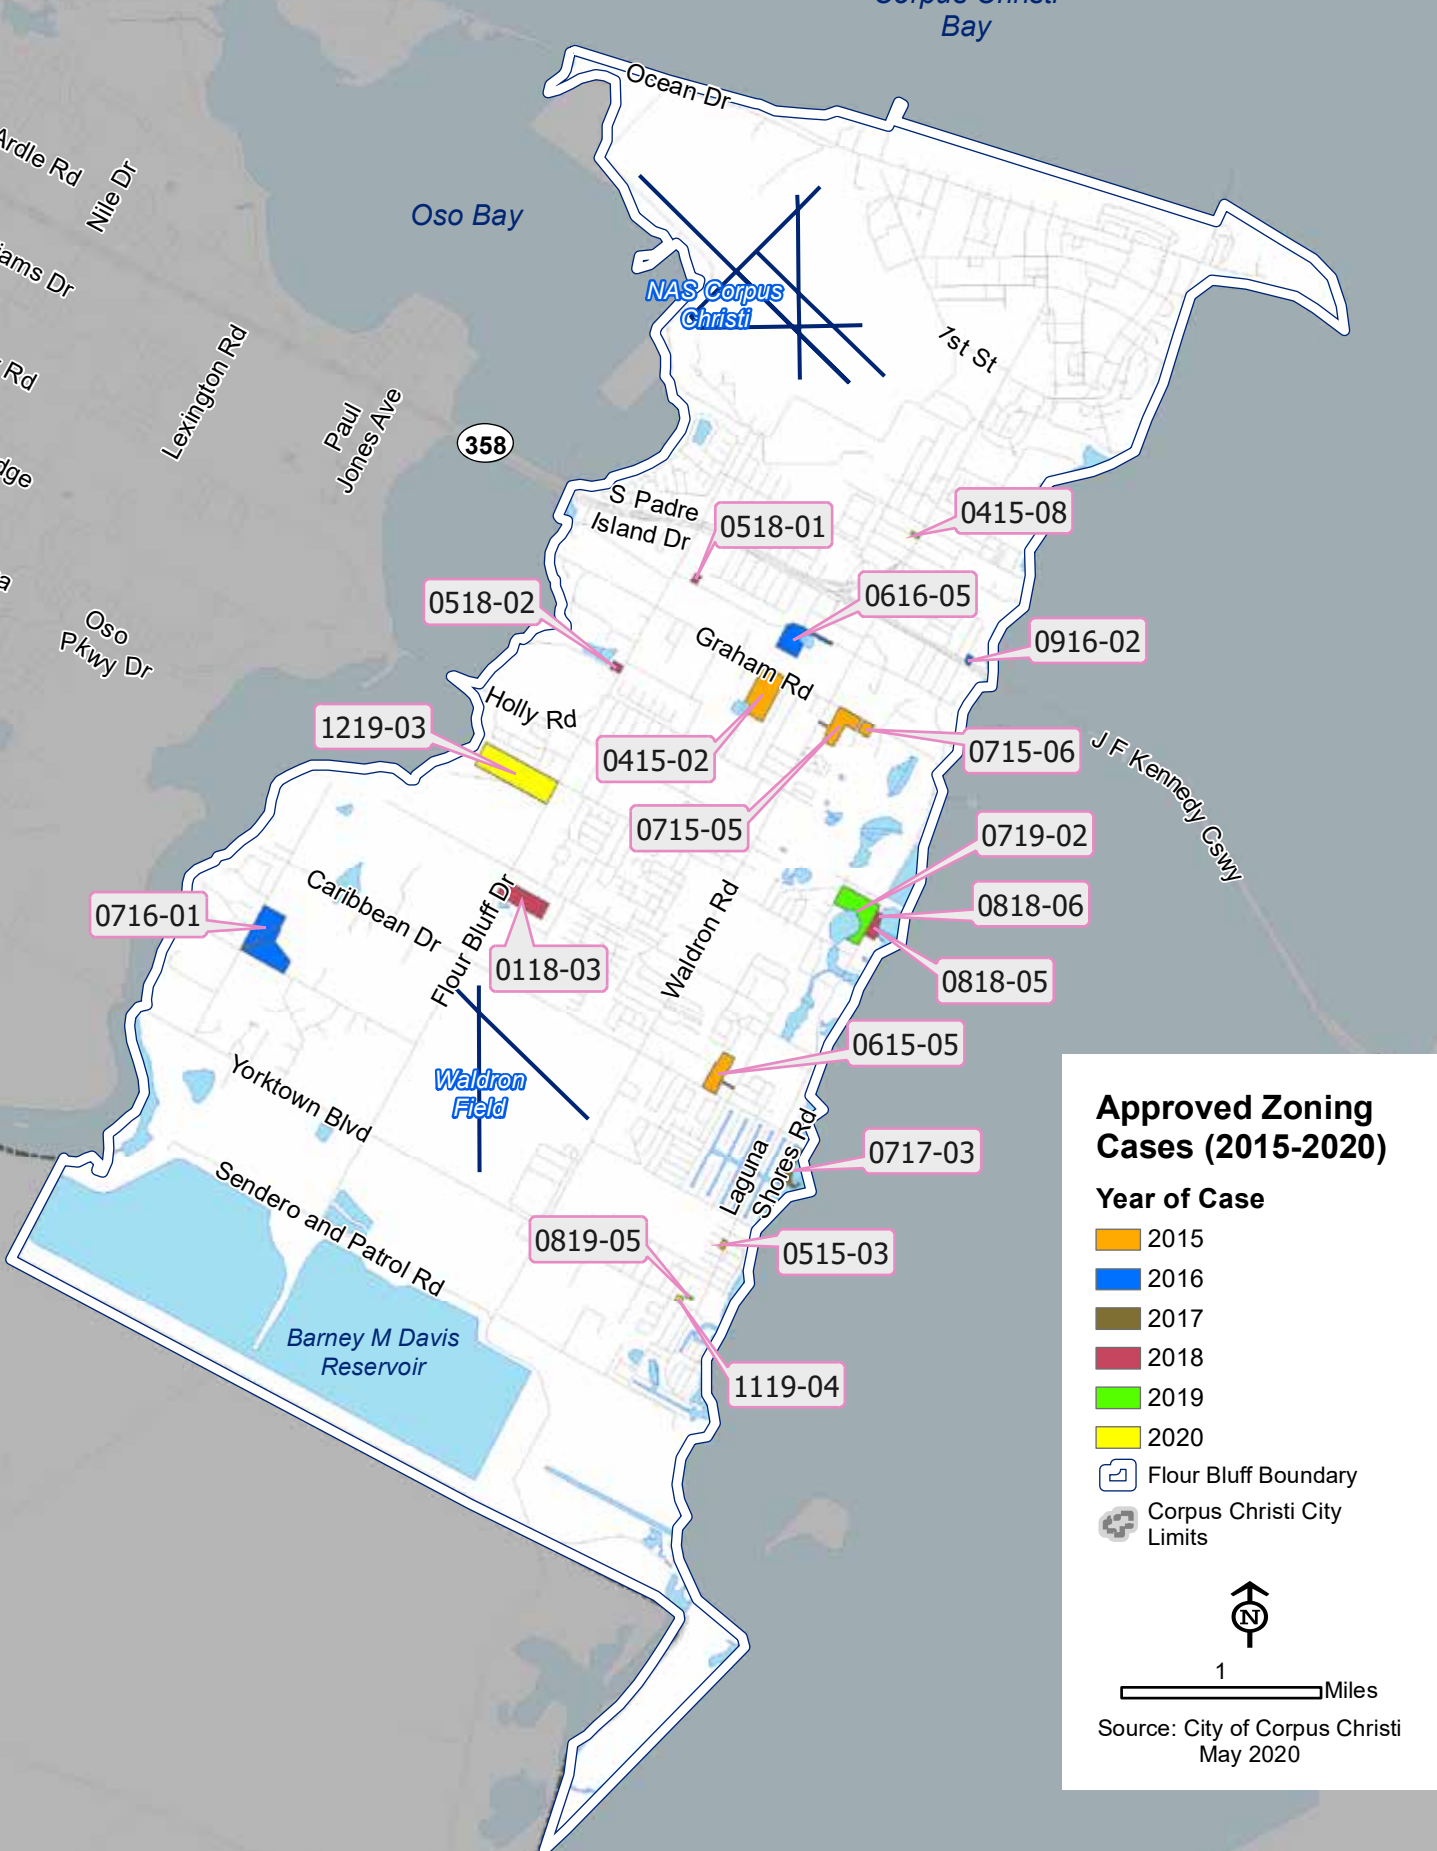 Bay
Ocean Dr
Ardle Rd
Nile Dr
Oso Bay
iams Dr
NAS Corpus
Christi
Lexington Rd
1st St
Rd
Paul
Jones Ave
358
dge
S Padre
Island Dr
0415-08
0518-01
0518-02
0616-05
a
Oso
Pkwy Dr
Graham Rd
0916-02
Holly Rd
1219-03
0415-02
0715-06
J F Kennedy Cswy
0715-05
0719-02
Caribbean Dr
Flour Bluff Dr
Waldron Rd
0818-06
0716-01
0118-03
0818-05
0615-05
Yorktown Blvd
Waldron
Field
Laguna
Shores Rd
0717-03
Sendero and Patrol Rd
0819-05
0515-03
Barney M Davis
Reservoir
1119-04
Approved Zoning
Cases (2015-2020)
Year of Case
2015
2016
2017
2018
2019
2020
Flour Bluff Boundary
Corpus Christi City
Limits
N
1
Miles
Source: City of Corpus Christi
May 2020